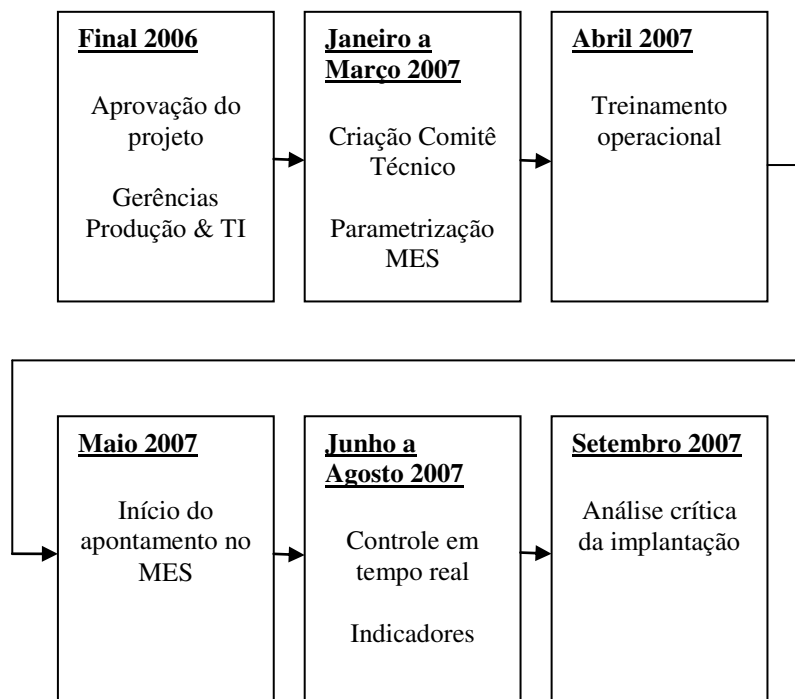 Final 2006
Aprovação do
projeto
Gerências
Produção & TI
Janeiro a
Março 2007
Criação Comitê
Técnico
Parametrização
MES
Abril 2007
Treinamento
operacional
Maio 2007
Início do
apontamento no
MES
Junho a
Agosto 2007
Controle em
tempo real
Indicadores
Setembro 2007
Análise crítica
da implantação